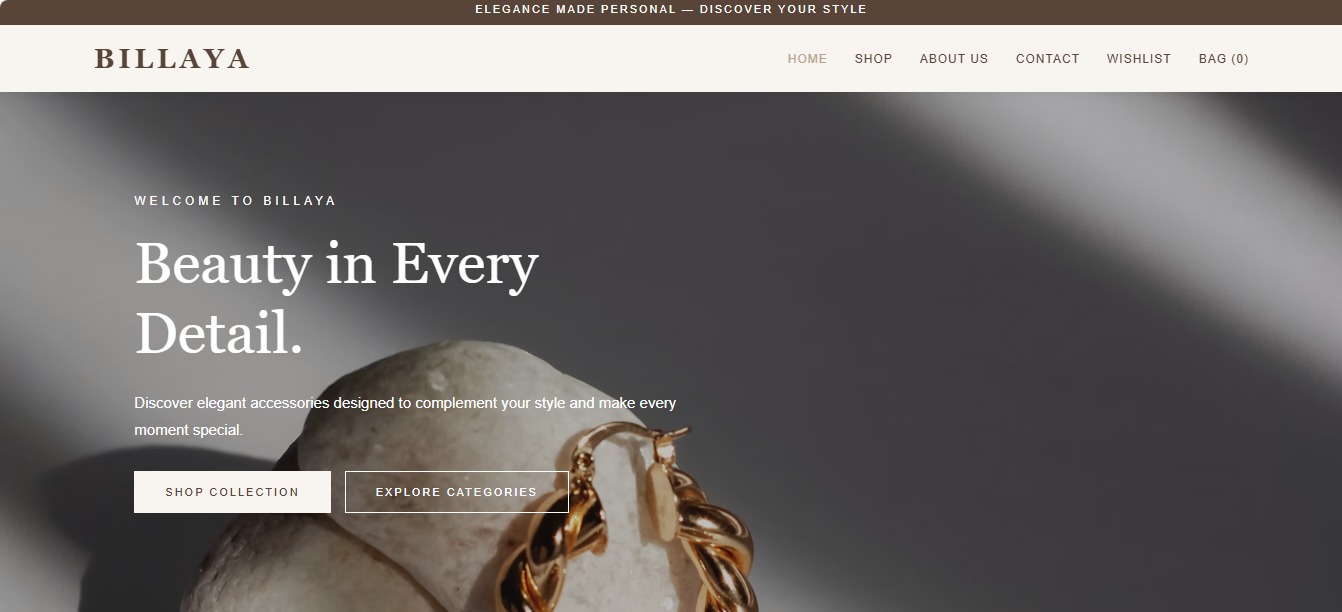 ELEGANCE MADE PERSONAL — DISCOVER YOUR STYLE
BILLAYA
HOME SHOP ABOUT US CONTACT WISHLIST BAG (0)
WELCOME TO BILLAYA
Beauty in Every
Detail.
Discover elegant accessories designed to complement your style and make every
moment special.
SHOP COLLECTION
EXPLORE CATEGORIES